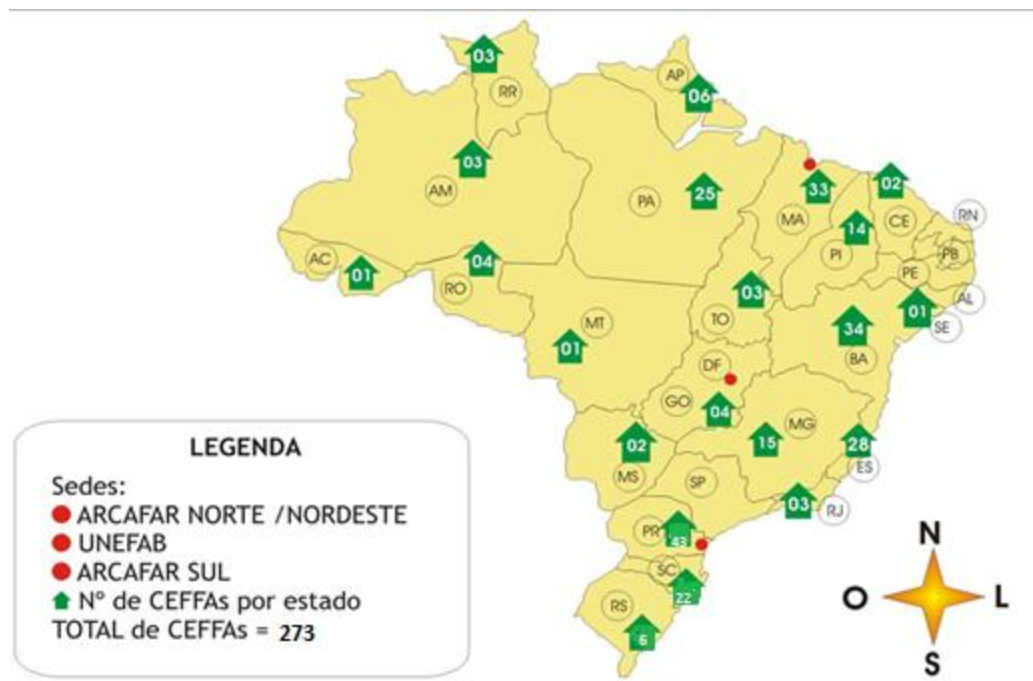 03
RR
AP
06
03
AM
PA
25
33
MA
02
CE
RN
14
PI
PB
PE
AC
01
04
RO
03
TO
01
AL
SE
MT
01
34
BA
DF
GO
04
MG
15
28
ES
02
MS
SP
03
RJ
PR
43
SC
22
RS
6
LEGENDA
Sedes:
ARCAFAR NORTE /NORDESTE
UNEFAB
ARCAFAR SUL
Nº de CEFFAs por estado
TOTAL de CEFFAs = 273
N
O
L
S